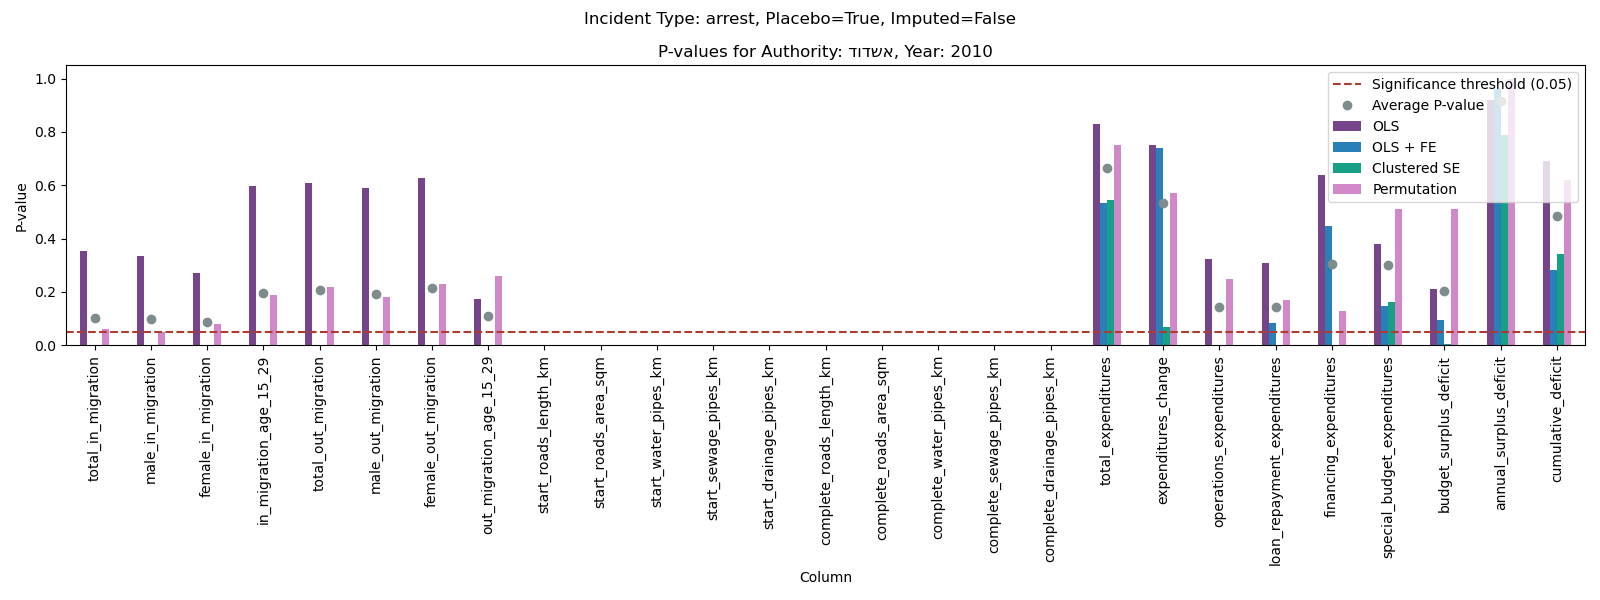 Incident Type: arrest, Placebo=True, Imputed=False
P-values for Authority: אשדוד, Year: 2010
1.0
0.8
0.6
0.4
0.2
0.0
P-value
Significance threshold (0.05)
Average P-value
OLS
OLS + FE
Clustered SE
Permutation
total_in_migration
male_in_migration
female_in_migration
in_migration_age_15_29
total_out_migration
male_out_migration
female_out_migration
out_migration_age_15_29
start_roads_length_km
start_roads_area_sqm
start_water_pipes_km
start_sewage_pipes_km
start_drainage_pipes_km
complete_roads_length_km
complete_roads_area_sqm
complete_water_pipes_km
complete_sewage_pipes_km
complete_drainage_pipes_km
total_expenditures
expenditures_change
operations_expenditures
loan_repayment_expenditures
financing_expenditures
special_budget_expenditures
budget_surplus_deficit
annual_surplus_deficit
cumulative_deficit
Column